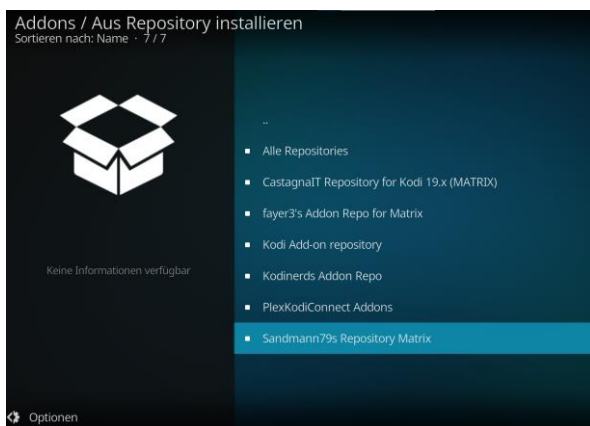 Addons / Aus Repository installieren
Sortieren nach: Name · 7 / 7
..
Alle Repositories
CastagnaIT Repository for Kodi 19.x (MATRIX)
fayer3's Addon Repo for Matrix
Kodi Add-on repository
Keine Informationen verfügbar
Kodinerds Addon Repo
PlexKodiConnect Addons
Sandmann79s Repository Matrix
Optionen